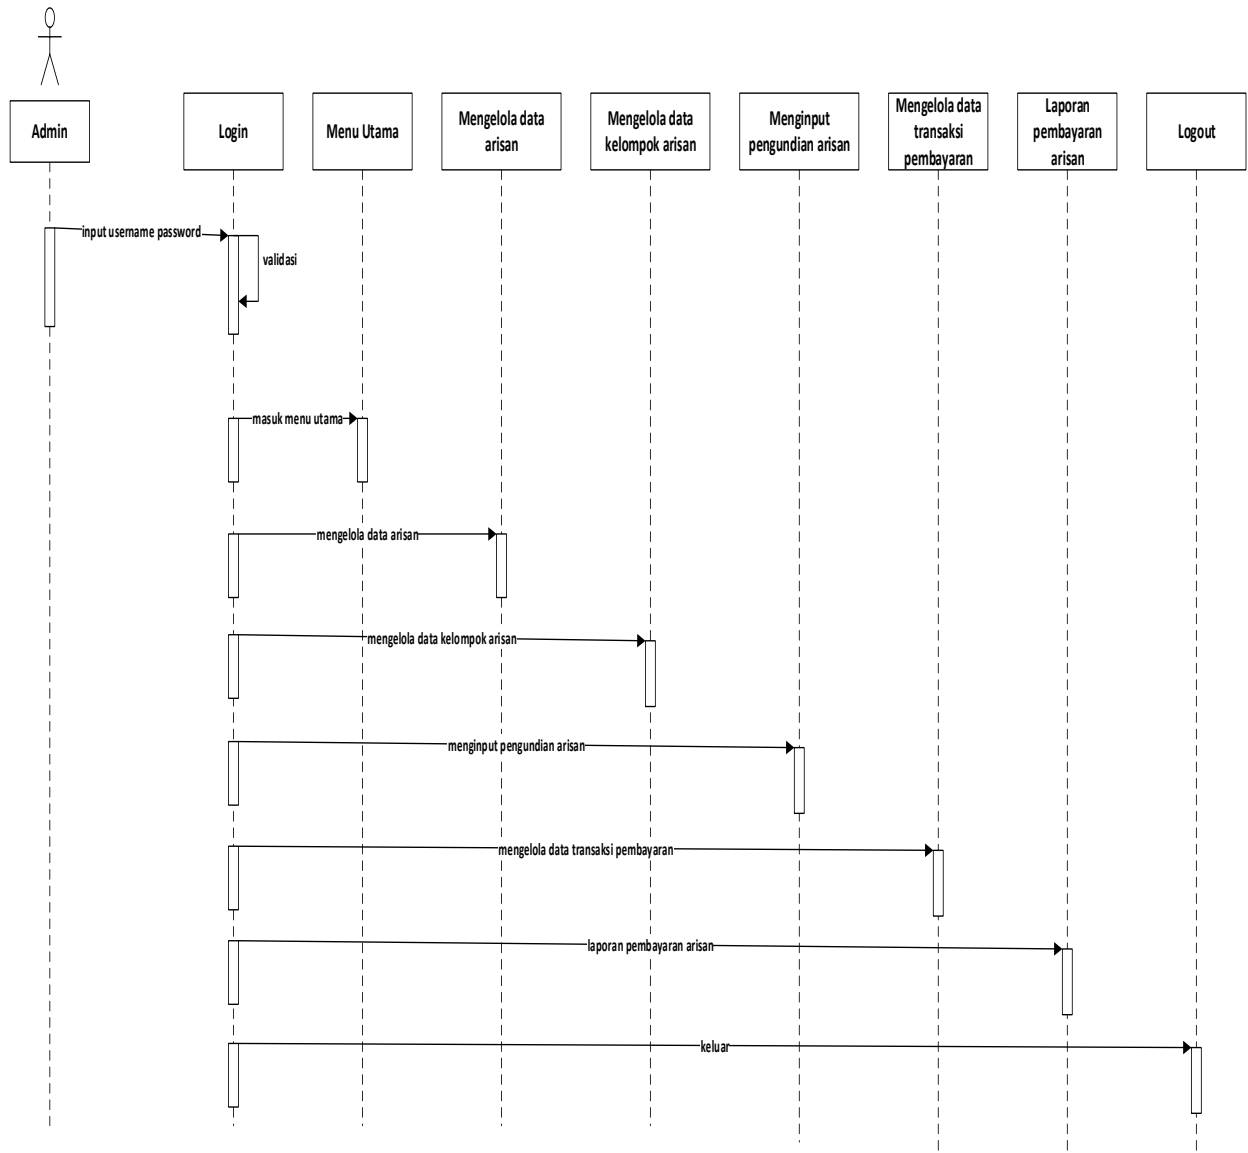 Admin
Login
Menu Utama
Mengelola data
arisan
Mengelola data
kelompok arisan
Menginput
pengundian arisan
Mengelola data
transaksi
pembayaran
Laporan
pembayaran
arisan
Logout
input username password
validasi
masuk menu utama
mengelola data arisan
mengelola data kelompok arisan
menginput pengundian arisan
mengelola data transaksi pembayaran
laporan pembayaran arisan
keluar